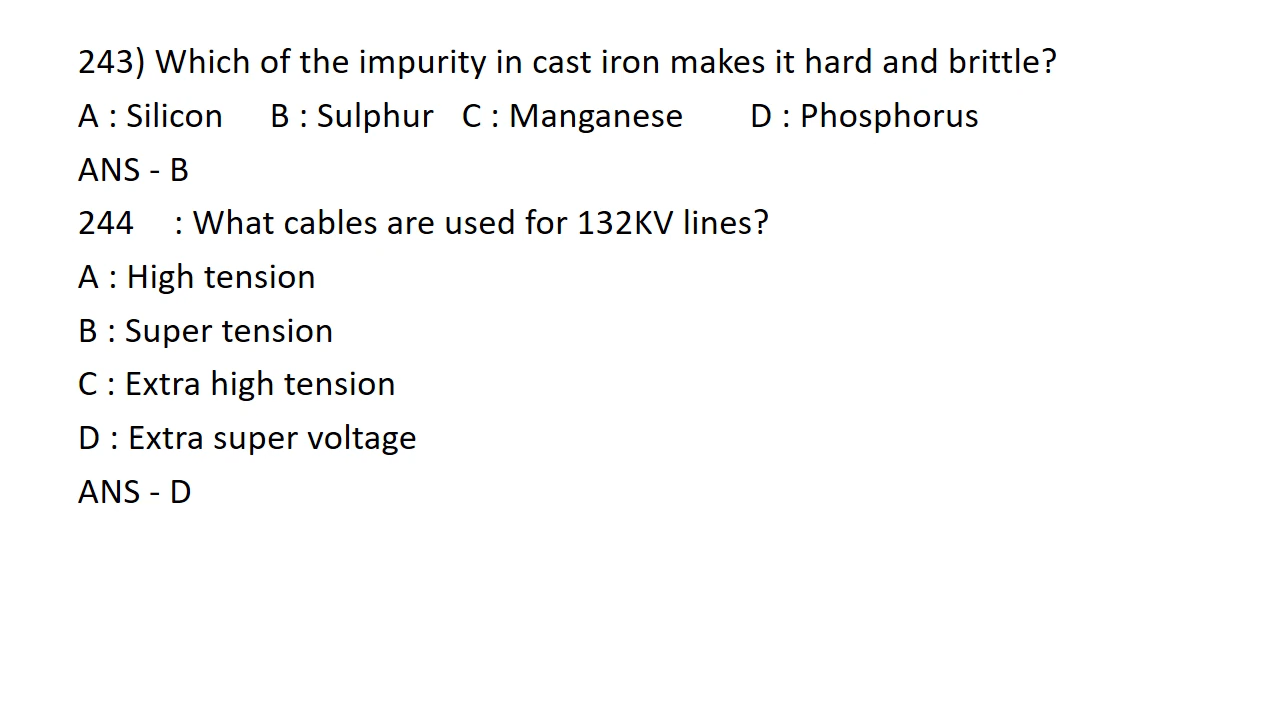 243) Which of the impurity in cast iron makes it hard and brittle?
A : Silicon B : Sulphur C : Manganese D : Phosphorus
ANS - B
244 : What cables are used for 132KV lines?
A : High tension
B : Super tension
C : Extra high tension
D : Extra super voltage
ANS - D